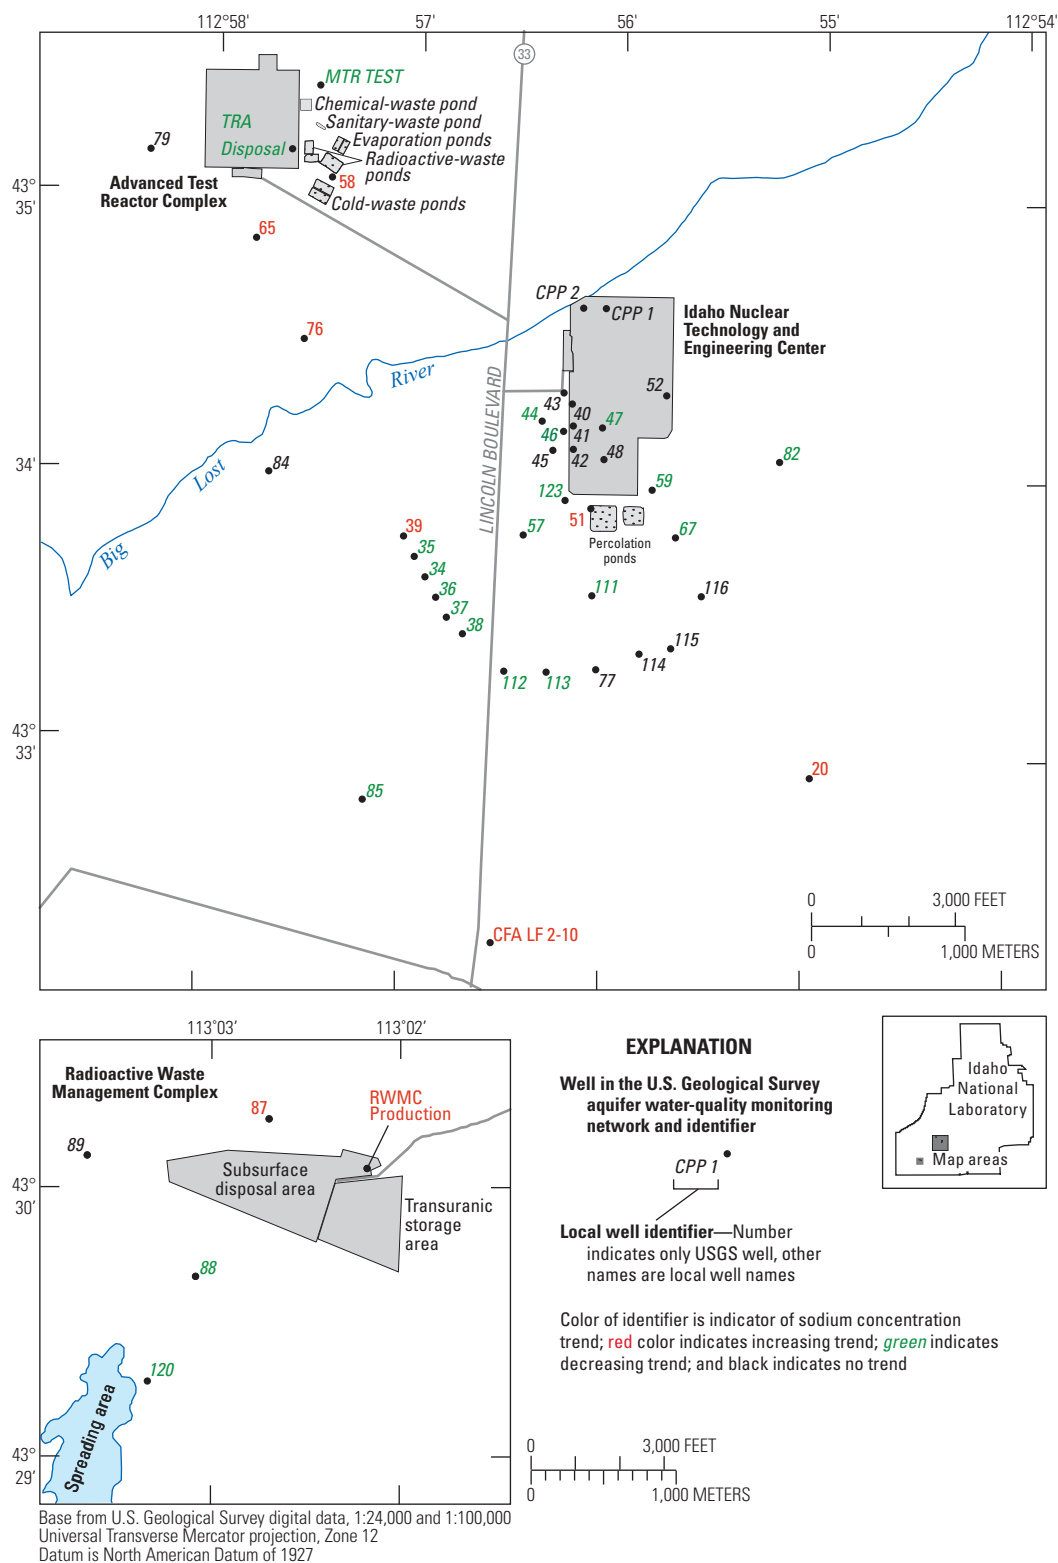 112°58' 57' 56' 55' 112°54'
33
MTR TEST
Chemical-waste pond
Sanitary-waste pond
TRA
Disposal
Evaporation ponds
Radioactive-waste
ponds
79
58
Cold-waste ponds
Advanced Test
Reactor Complex
43°
35'
65
76
CPP 2
CPP 1
Idaho Nuclear
Technology and
Engineering Center
River
LINCOLN BOULEVARD
52
43
40
44
47
46
41
45
42
48
82
34'
84
Lost
59
123
39
51
57
67
Big
35
Percolation
ponds
34
36
111
116
37
38
115
114
112
113
77
43°
33'
20
85
0 3,000 FEET
0 1,000 METERS
CFA LF 2-10
113°03' 113°02'
Radioactive Waste
Management Complex
87
RWMC
Production
89
Subsurface
disposal area
43°
30'
Transuranic
storage
area
88
120
Spreading area
43°
29'
EXPLANATION
Well in the U.S. Geological Survey
aquifer water-quality monitoring
network and identifier
CPP 1
Local well identifier—Number
indicates only USGS well, other
names are local well names
Idaho
National
Laboratory
Map areas
Color of identifier is indicator of sodium concentration
trend; red color indicates increasing trend; green indicates
decreasing trend; and black indicates no trend
0 3,000 FEET
0 1,000 METERS
Base from U.S. Geological Survey digital data, 1:24,000 and 1:100,000
Universal Transverse Mercator projection, Zone 12
Datum is North American Datum of 1927